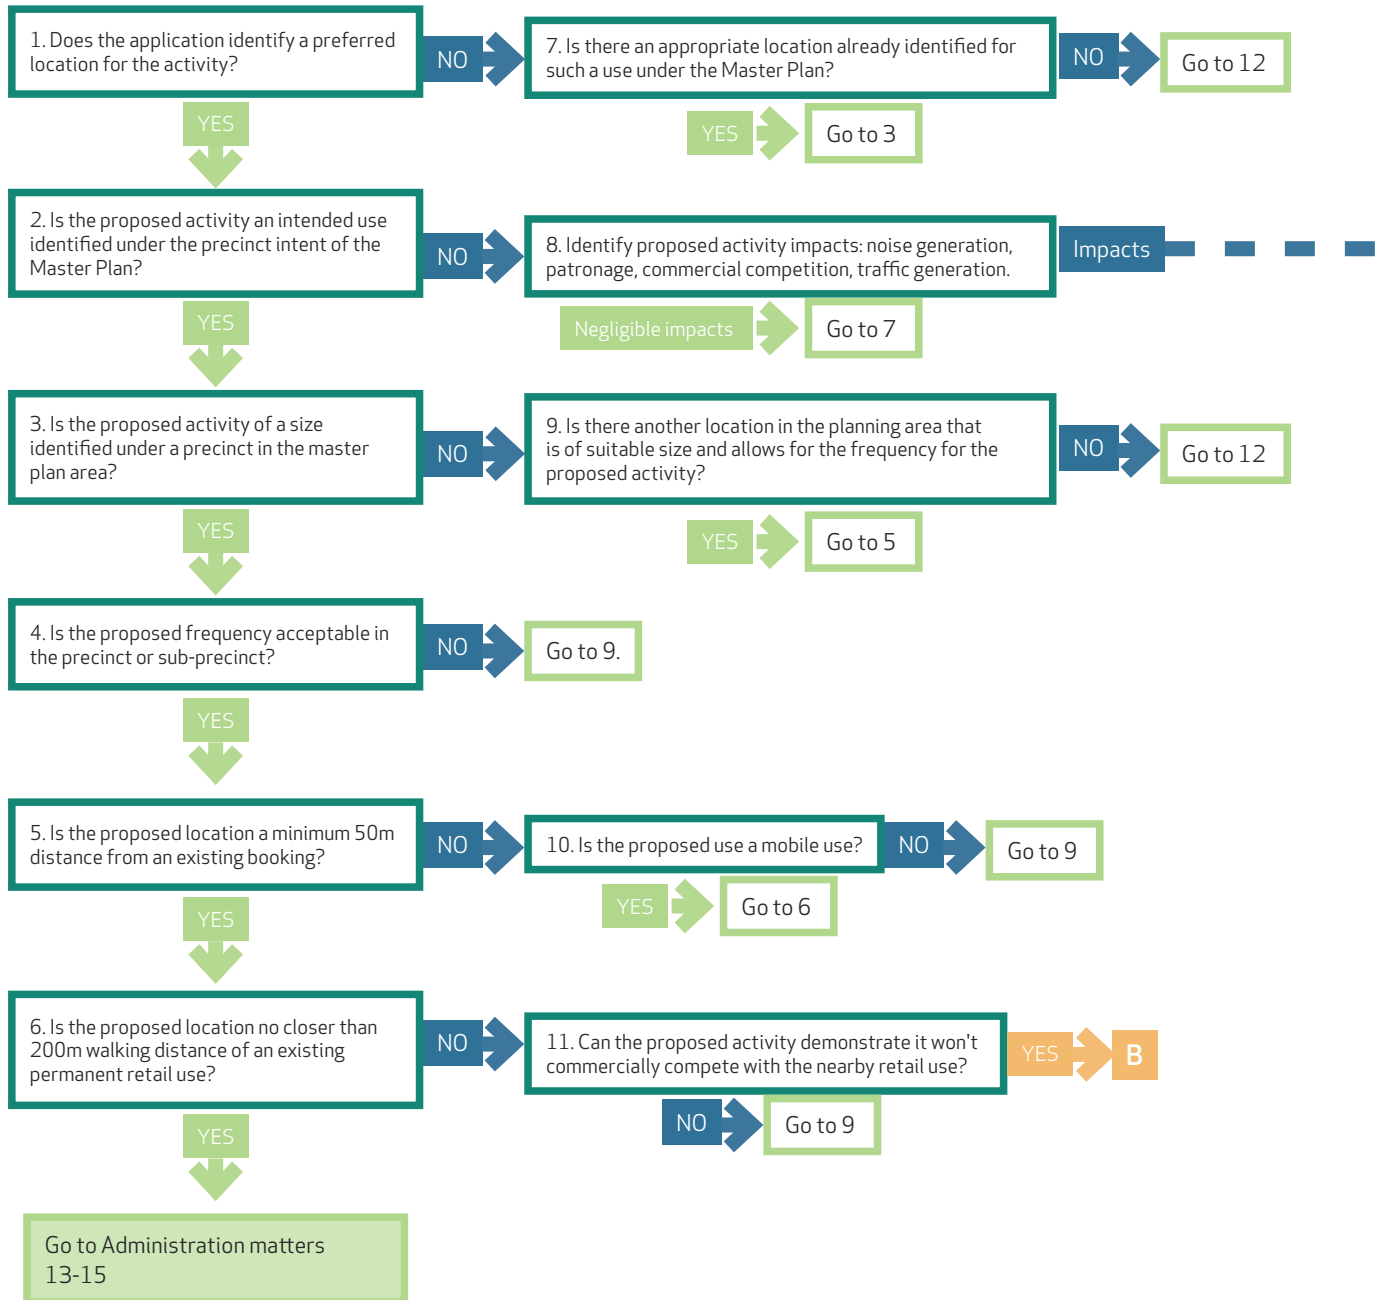 1. Does the application identify a preferred
location for the activity?
NO
7. Is there an appropriate location already identified for
such a use under the Master Plan?
NO
Go to 12
YES
YES
Go to 3
2. Is the proposed activity an intended use
identified under the precinct intent of the
Master Plan?
NO
8. Identify proposed activity impacts: noise generation,
patronage, commercial competition, traffic generation.
Impacts
YES
Negligible impacts
Go to 7
3. Is the proposed activity of a size
identified under a precinct in the master
plan area?
NO
9. Is there another location in the planning area that
is of suitable size and allows for the frequency for the
proposed activity?
NO
Go to 12
YES
YES
Go to 5
4. Is the proposed frequency acceptable in
the precinct or sub-precinct?
NO
Go to 9.
YES
5. Is the proposed location a minimum 50m
distance from an existing booking?
NO
10. Is the proposed use a mobile use?
NO
Go to 9
YES
YES
Go to 6
6. Is the proposed location no closer than
200m walking distance of an existing
permanent retail use?
NO
11. Can the proposed activity demonstrate it won't
commercially compete with the nearby retail use?
YES
B
YES
NO
Go to 9
Go to Administration matters
13-15